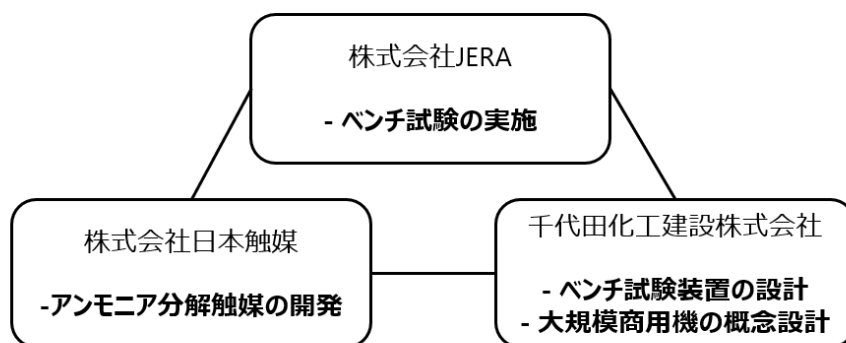 株式会社JERA
- ベンチ試験の実施
株式会社日本触媒
-アンモニア分解触媒の開発
千代田化工建設株式会社
- ベンチ試験装置の設計
- 大規模商用機の概念設計